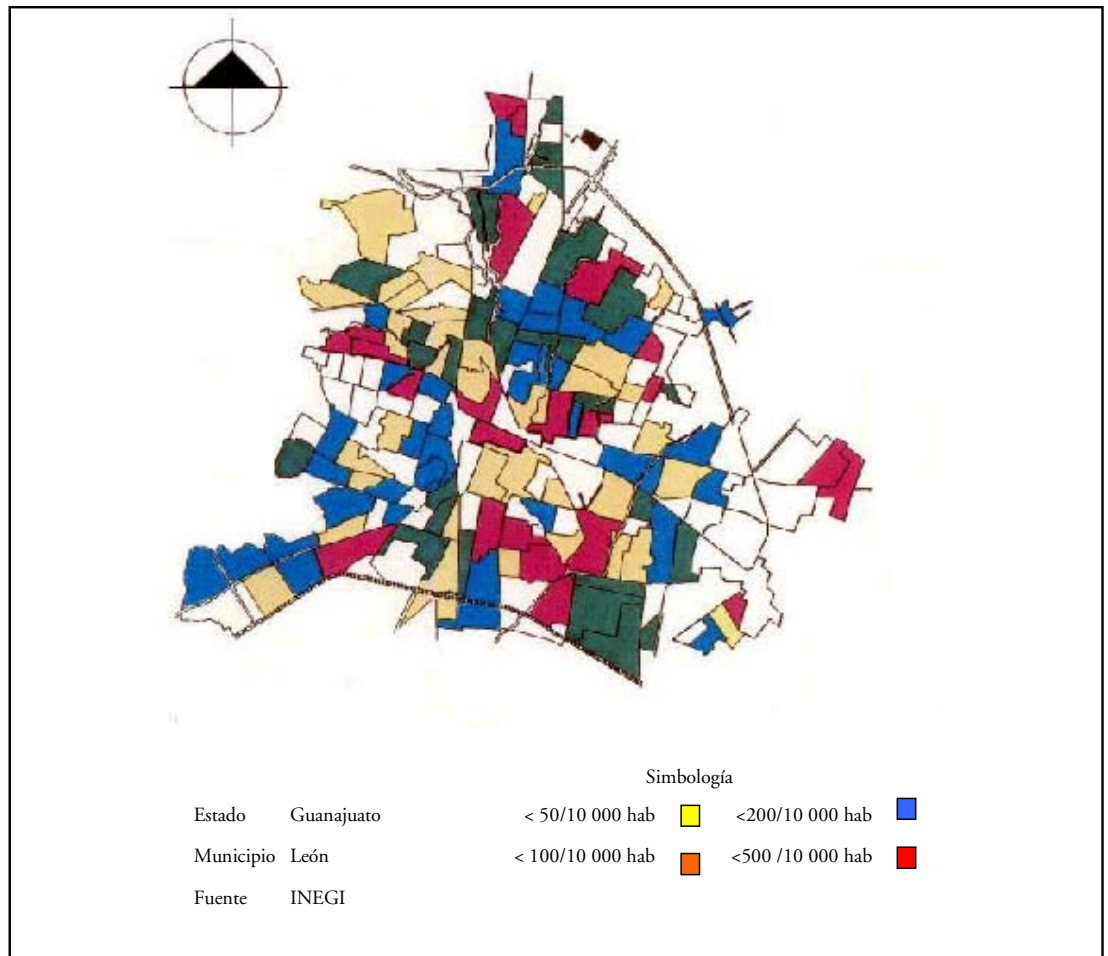 Simbología
Estado Guanajuato < 50/10 000 hab <200/10 000 hab
Municipio León < 100/10 000 hab <500 /10 000 hab
Fuente INEGI